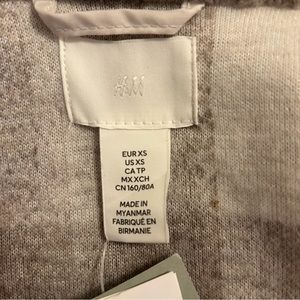 H&M
EUR XS
US XS
CA TP
MX XCH
CN 160/80A
MADE IN
MYANMAR
FABRIQUÉ EN
BIRMANIE